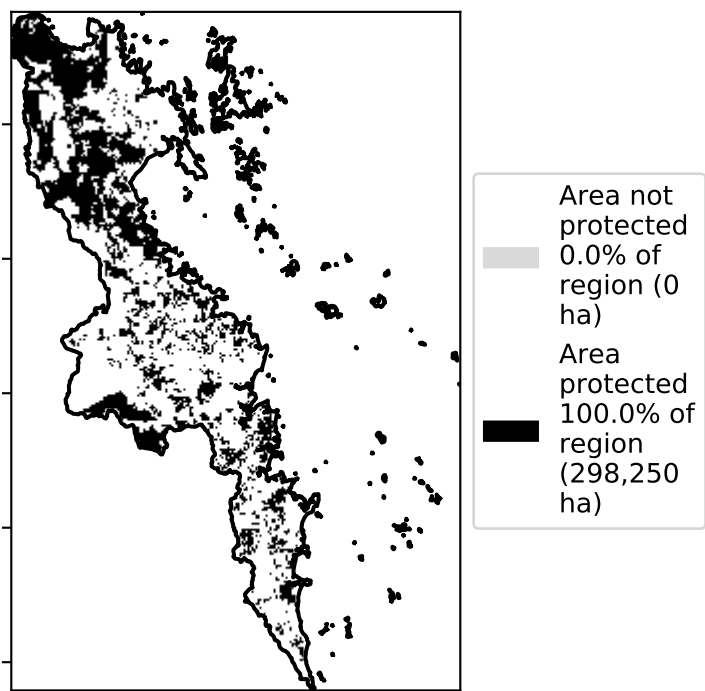 Area not
protected
0.0% of
region (0
ha)
Area
protected
100.0% of
region
(298,250
ha)